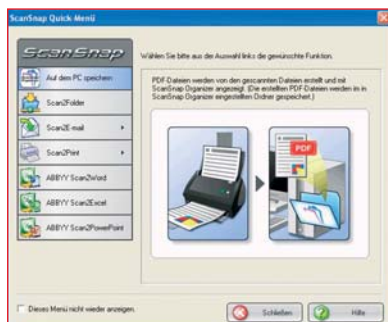 ScanSnap Quick Menü
ScanSnap
Auf dem PC speichern
Scan2Folder
Scan2E-mail
Scan2Print
ABBYY Scan2Word
ABBYY Scan2Excel
ABBYY Scan2PowerPoint
Wählen Sie bitte aus der Auswahl links die gewünschte Funktion.
PDF-Dateien werden von den gescannten Dateien erstellt und mit
ScanSnap Organizer angezeigt. (Die erstellten PDF-Dateien werden im in
ScanSnap Organizer eingestellten Ordner gespeichert.)
PDF
Dieses Menü nicht wieder anzeigen.
Schließen
Hilfe